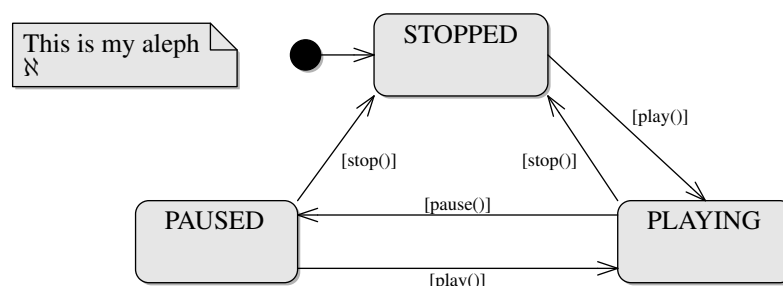 This is my aleph
ℵ
STOPPED
[play()]
[stop()]
[stop()]
PAUSED
[pause()]
PLAYING
[play()]